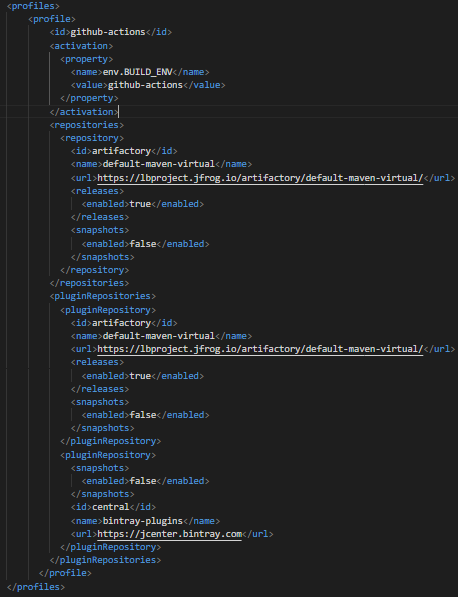 <profiles>
<profile>
<id>github-actions</id>
<activation>
<property>
<name>env.BUILD_ENV</name>
<value>github-actions</value>
</property>
</activation>
<repositories>
<repository>
<id>artifactory</id>
<name>default-maven-virtual</name>
<url>https://lbproject.jfrog.io/artifactory/default-maven-virtual/</url>
<releases>
<enabled>true</enabled>
</releases>
<snapshots>
<enabled>false</enabled>
</snapshots>
</repository>
</repositories>
<pluginRepositories>
<pluginRepository>
<id>artifactory</id>
<name>default-maven-virtual</name>
<url>https://lbproject.jfrog.io/artifactory/default-maven-virtual/</url>
<releases>
<enabled>true</enabled>
</releases>
<snapshots>
<enabled>false</enabled>
</snapshots>
</pluginRepository>
<pluginRepository>
<snapshots>
<enabled>false</enabled>
</snapshots>
<id>central</id>
<name>bintray-plugins</name>
<url>https://jcenter.bintray.com</url>
</pluginRepository>
</pluginRepositories>
</profile>
</profiles>